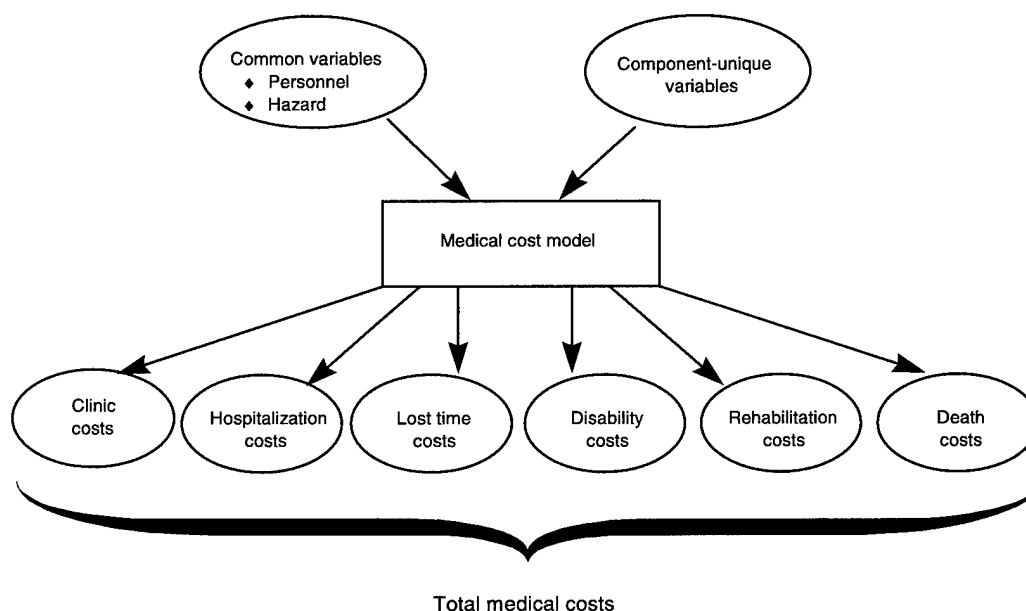 Common variables
♦ Personnel
♦ Hazard
Component-unique
variables
Medical cost model
Clinic
costs
Hospitalization
costs
Lost time
costs
Disability
costs
Rehabilitation
costs
Death
costs
Total medical costs